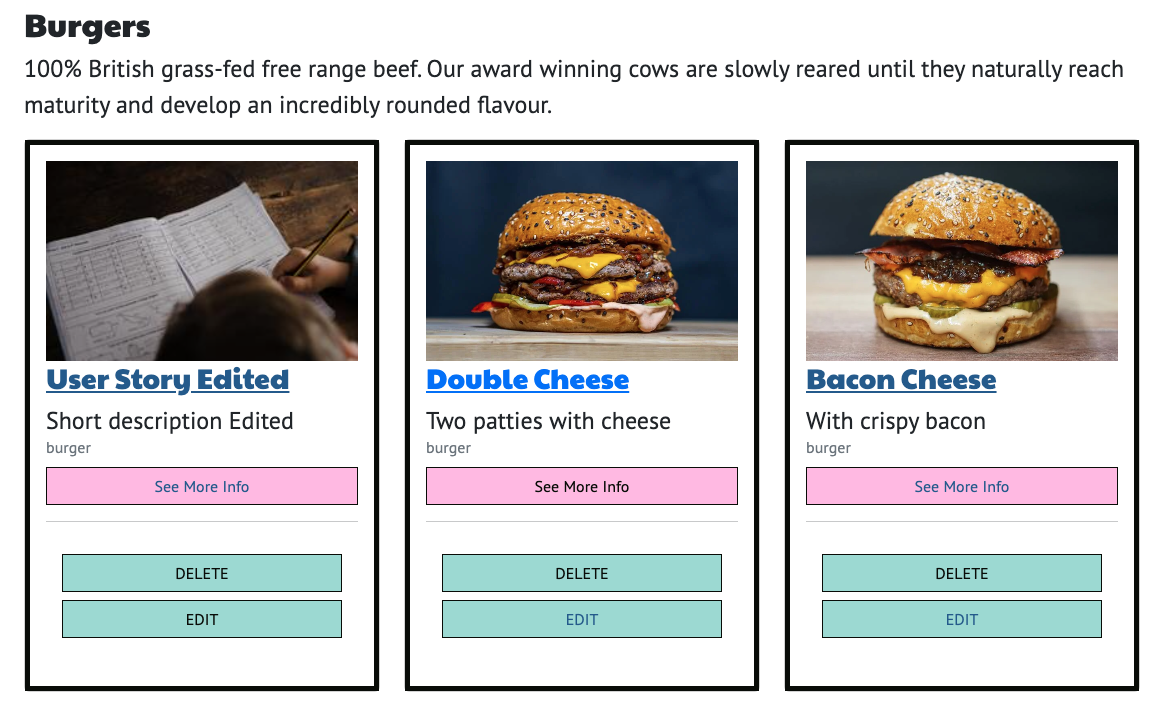 Burgers
100% British grass-fed free range beef. Our award winning cows are slowly reared until they naturally reach
maturity and develop an incredibly rounded flavour.
User Story Edited
Short description Edited
burger
See More Info
DELETE
EDIT
Double Cheese
Two patties with cheese
burger
See More Info
DELETE
EDIT
Bacon Cheese
With crispy bacon
burger
See More Info
DELETE
EDIT